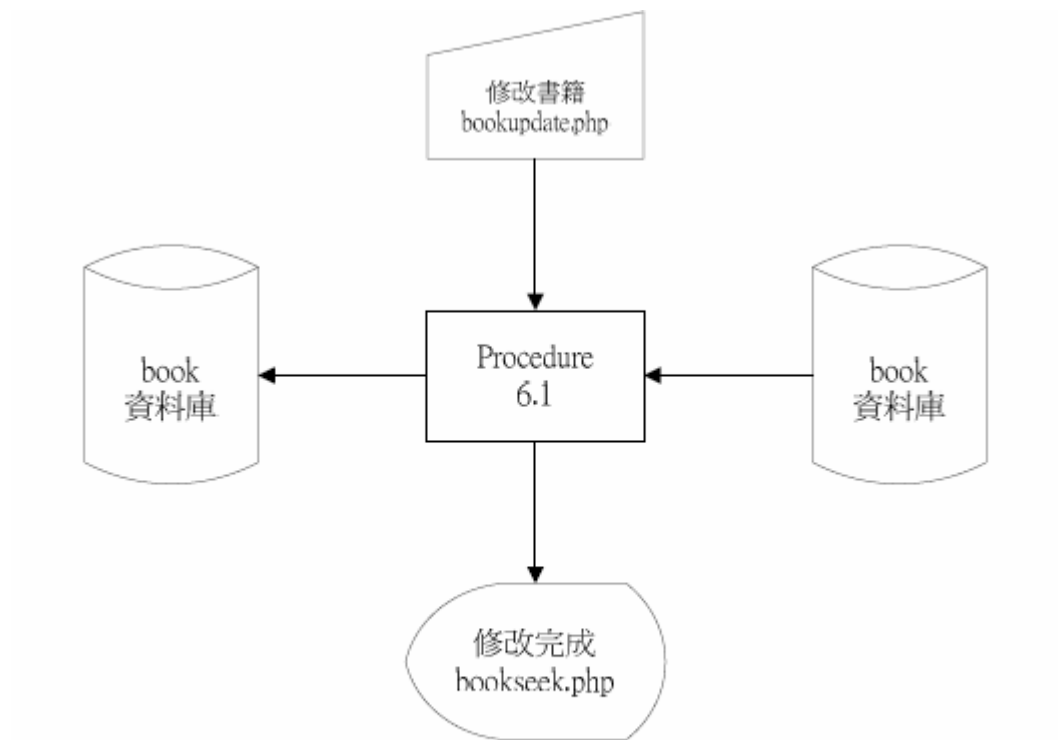 修改書籍
bookupdate.php
book
資料庫
Procedure
6.1
book
資料庫
修改完成
bookseek.php